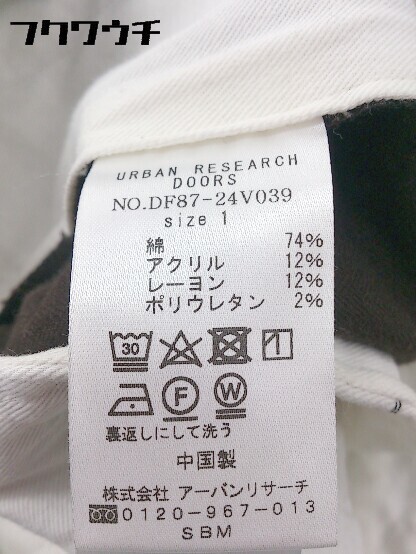 フクワウチ
URBAN RESEARCH
DOORS
NO.DF87-24V039
size 1
綿 74%
アクリル 12%
レーヨン 12%
ポリウレタン 2%
30
F W
裏返しにして洗う
中国製
株式会社 アーバンリサーチ
0120-967-013
SBM